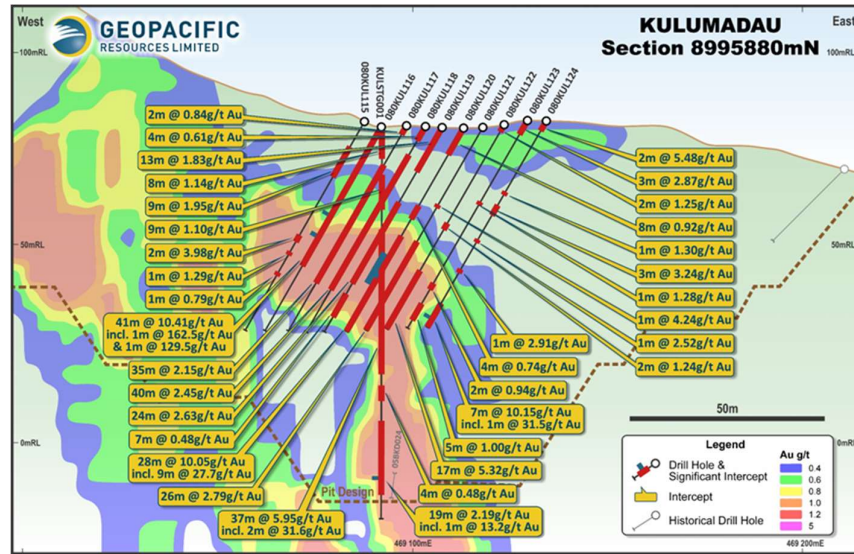 West
East
GEOPACIFIC
RESOURCES LIMITED
KULUMADAU
Section 8995880mN
100mRL
100mRL
50mRL
50mRL
0mRL
0mRL
080KUL115
KULSTG001
080KUL116
080KUL117
080KUL118
080KUL119
080KUL120
080KUL121
080KUL122
080KUL123
080KUL124
2m @ 0.84g/t Au
4m @ 0.61g/t Au
13m @ 1.83g/t Au
8m @ 1.14g/t Au
9m @ 1.95g/t Au
9m @ 1.10g/t Au
2m @ 3.98g/t Au
1m @ 1.29g/t Au
1m @ 0.79g/t Au
41m @ 10.41g/t Au
incl. 1m @ 162.5g/t Au
& 1m @ 129.5g/t Au
35m @ 2.15g/t Au
40m @ 2.45g/t Au
24m @ 2.63g/t Au
7m @ 0.48g/t Au
28m @ 10.05g/t Au
incl. 9m @ 27.7g/t Au
26m @ 2.79g/t Au
37m @ 5.95g/t Au
incl. 2m @ 31.6g/t Au
2m @ 5.48g/t Au
3m @ 2.87g/t Au
2m @ 1.25g/t Au
8m @ 0.92g/t Au
1m @ 1.30g/t Au
3m @ 3.24g/t Au
1m @ 1.28g/t Au
1m @ 4.24g/t Au
1m @ 2.52g/t Au
2m @ 1.24g/t Au
1m @ 2.91g/t Au
4m @ 0.74g/t Au
2m @ 0.94g/t Au
7m @ 10.15g/t Au
incl. 1m @ 31.5g/t Au
5m @ 1.00g/t Au
17m @ 5.32g/t Au
4m @ 0.48g/t Au
19m @ 2.19g/t Au
incl. 1m @ 13.2g/t Au
Pit Design
05BKD024
50m
Legend
Drill Hole &
Significant Intercept
Intercept
Historical Drill Hole
Au g/t
0.4
0.6
0.8
1.0
1.2
5
469 100mE
469 200mE